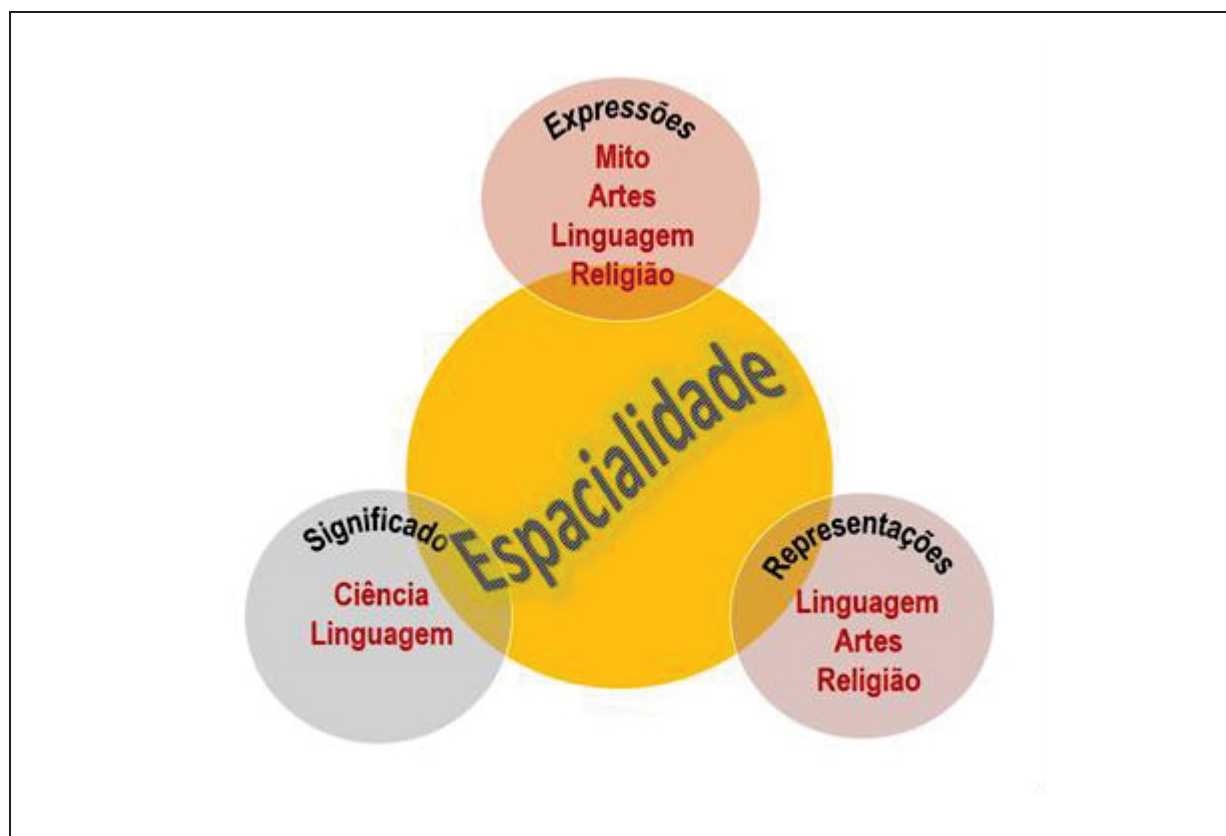 Expressões
Mito
Artes
Linguagem
Religião
Espacialidade
Significado
Ciência
Linguagem
Representações
Linguagem
Artes
Religião